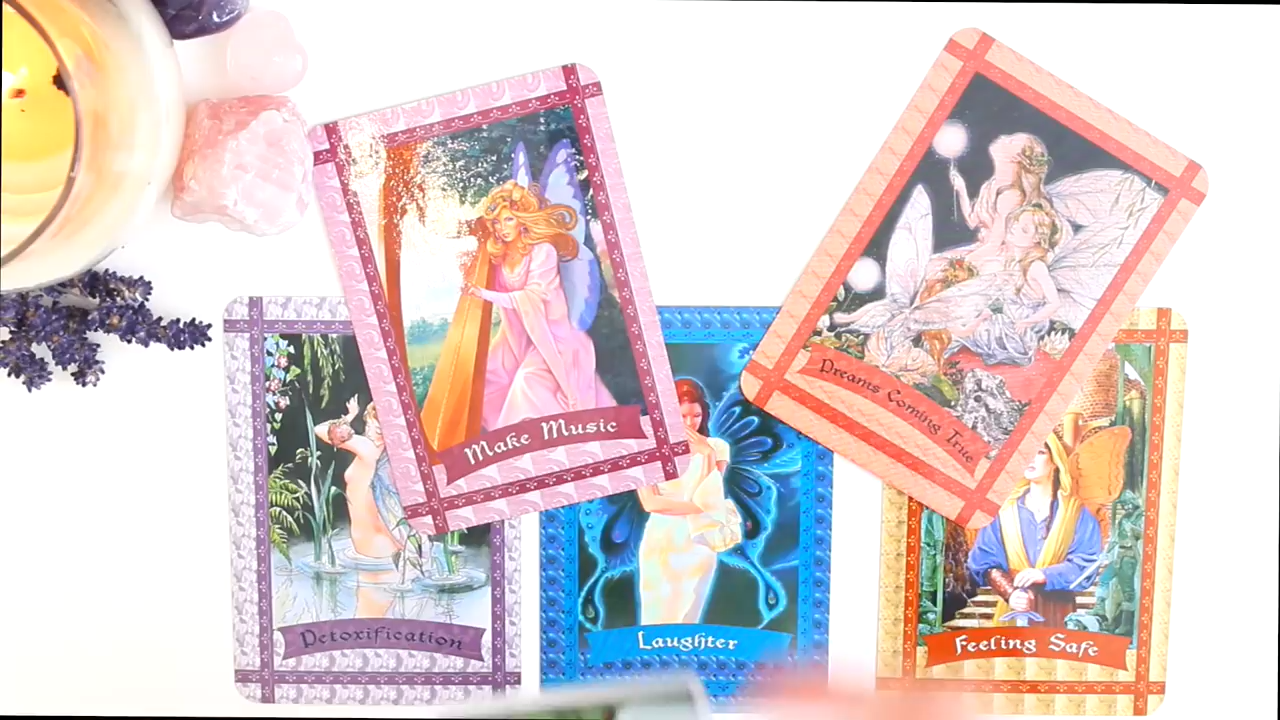 Make Music
Dreams Coming True
Detoxification
Laughter
Feeling Safe